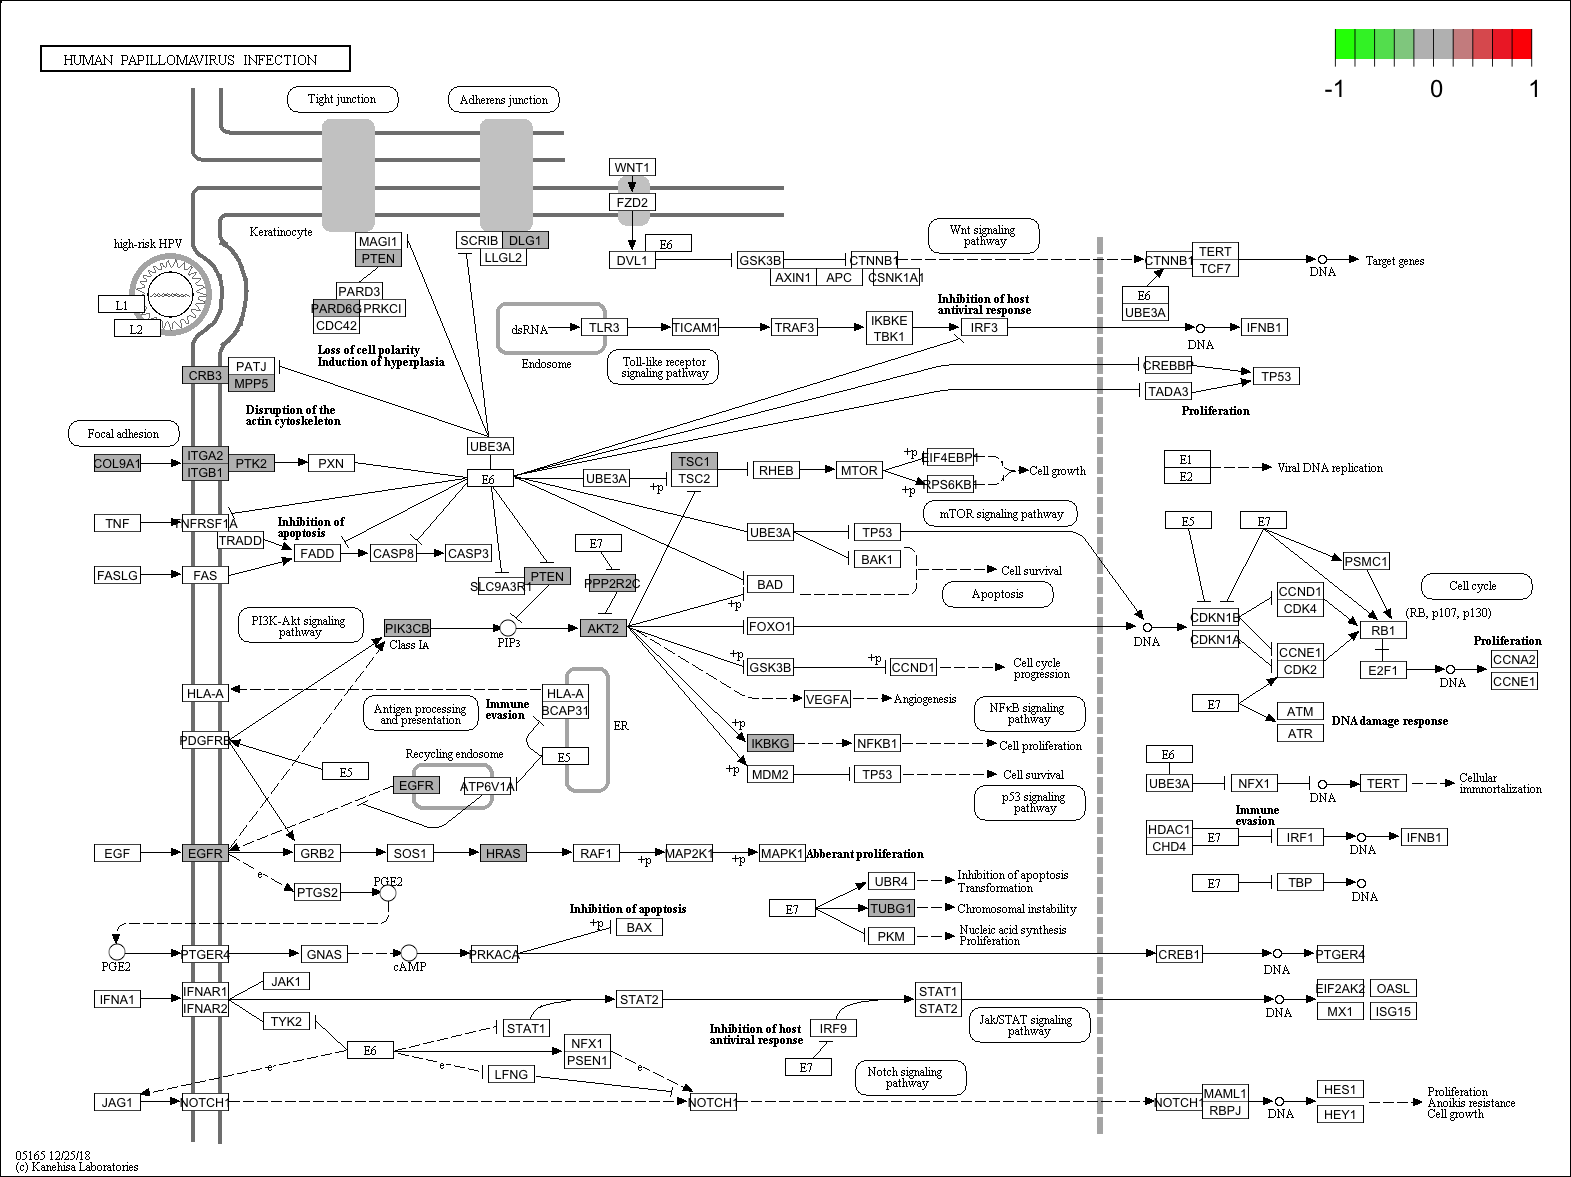 HUMAN PAPILLOMAVIRUS INFECTION
-1 0 1
Tight junction
Adherens junction
WNT1
FZD2
Keratinocyte
high-risk HPV
L1
L2
MAGI1
PTEN
SCRIB DLG1
LLGL2
PARD3
PARD6G PRKCI
CDC42
Loss of cell polarity
Induction of hyperplasia
E6
DVL1
GSK3B
CTNNB1
AXIN1 APC CSNK1A1
Wnt signaling
pathway
CTNNB1
TERT
TCF7
DNA
Target genes
E6
UBE3A
dsRNA
TLR3
TICAM1
TRAF3
IKBKE
TBK1
Inhibition of host
antiviral response
IRF3
DNA
IFNB1
Endosome
Toll-like receptor
signaling pathway
CRB3
PATJ
MPP5
CREBBP
TADA3
TP53
Proliferation
Disruption of the
actin cytoskeleton
Focal adhesion
COL9A1
ITGA2
ITGB1
PTK2
PXN
UBE3A
E6
UBE3A
+p
TSC1
TSC2
RHEB
MTOR
+p
+p
EIF4EBP1
RPS6KB1
Cell growth
mTOR signaling pathway
E1
E2
Viral DNA replication
TNF
TNFRSF1A
TRADD
Inhibition of
apoptosis
FADD
CASP8
CASP3
FASLG
FAS
SLC9A3R1
PTEN
E7
PPP2R2C
UBE3A
TP53
BAK1
BAD
+p
Cell survival
Apoptosis
E5
E7
PSMC1
CDKN1B
CDKN1A
CCND1
CDK4
CCNE1
CDK2
RB1
E2F1
Cell cycle
(RB, p107, p130)
Proliferation
DNA
CCNA2
CCNE1
PI3K-Akt signaling
pathway
PIK3CB
Class IA
PIP3
AKT2
FOXO1
DNA
+p
GSK3B
+p
CCND1
Cell cycle
progression
VEGFA
Angiogenesis
NFκB signaling
pathway
+p
IKBKG
NFKB1
Cell proliferation
+p
MDM2
TP53
Cell survival
p53 signaling
pathway
E7
ATM
ATR
DNA damage response
HLA-A
Antigen processing
and presentation
Immune
evasion
HLA-A
BCAP31
ER
PDGFRB
E5
Recycling endosome
E5
EGFR
ATP6V1A
E6
UBE3A
NFX1
DNA
TERT
Cellular
immnortalization
Immune
evasion
HDAC1
CHD4
E7
IRF1
DNA
IFNB1
E7
TBP
DNA
EGF
EGFR
GRB2
SOS1
HRAS
RAF1
+p
MAP2K1
+p
MAPK1
Abberant proliferation
e
PTGS2
PGE2
E7
UBR4
Inhibition of apoptosis
Transformation
TUBG1
Chromosomal instability
PKM
Nucleic acid synthesis
Proliferation
Inhibition of apoptosis
+p
BAX
PGE2
PTGER4
GNAS
cAMP
PRKACA
CREB1
DNA
PTGER4
IFNA1
IFNAR1
IFNAR2
JAK1
TYK2
STAT2
STAT1
STAT1
STAT2
Jak/STAT signaling
pathway
DNA
EIF2AK2 OASL
MX1 ISG15
Inhibition of host
antiviral response
IRF9
E7
E6
NFX1
PSEN1
e
e
e
LFNG
Notch signaling
pathway
JAG1
NOTCH1
NOTCH1
NOTCH1
MAML1
RBPJ
DNA
HES1
HEY1
Proliferation
Anoikis resistance
Cell growth
05165 12/25/18
(c) Kanehisa Laboratories